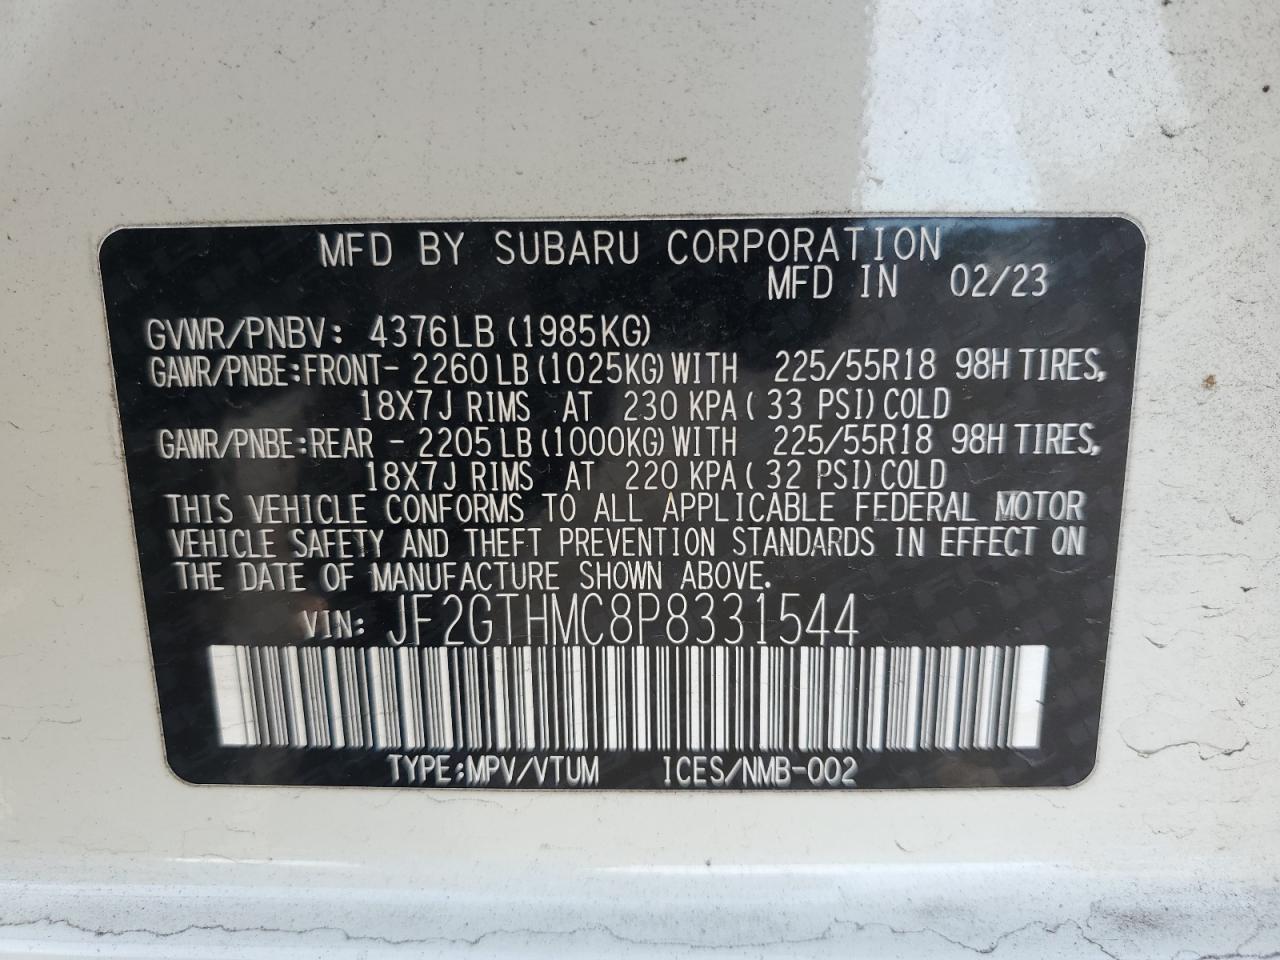 MFD BY SUBARU CORPORATION
MFD IN 02/23
GVWR/PNBV: 4376LB (1985KG)
GAWR/PNBE:FRONT- 2260LB (1025KG) WITH 225/55R18 98H TIRES,
18X7J RIMS AT 230 KPA ( 33 PSI) COLD
GAWR/PNBE:REAR - 2205LB (1000KG) WITH 225/55R18 98H TIRES,
18X7J RIMS AT 220 KPA ( 32 PSI) COLD
THIS VEHICLE CONFORMS TO ALL APPLICABLE FEDERAL MOTOR
VEHICLE SAFETY AND THEFT PREVENTION STANDARDS IN EFFECT ON
THE DATE OF MANUFACTURE SHOWN ABOVE.
VIN: JF2GTHMC8P8331544
TYPE:MPV/VTUM ICES/NMB-002